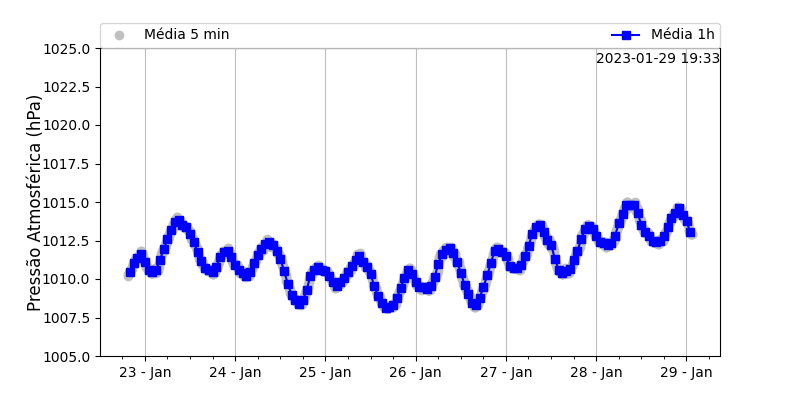 Média 5 min
Média 1h
2023-01-29 19:33
Pressão Atmosférica (hPa)
1025.0
1022.5
1020.0
1017.5
1015.0
1012.5
1010.0
1007.5
1005.0
23 - Jan
24 - Jan
25 - Jan
26 - Jan
27 - Jan
28 - Jan
29 - Jan